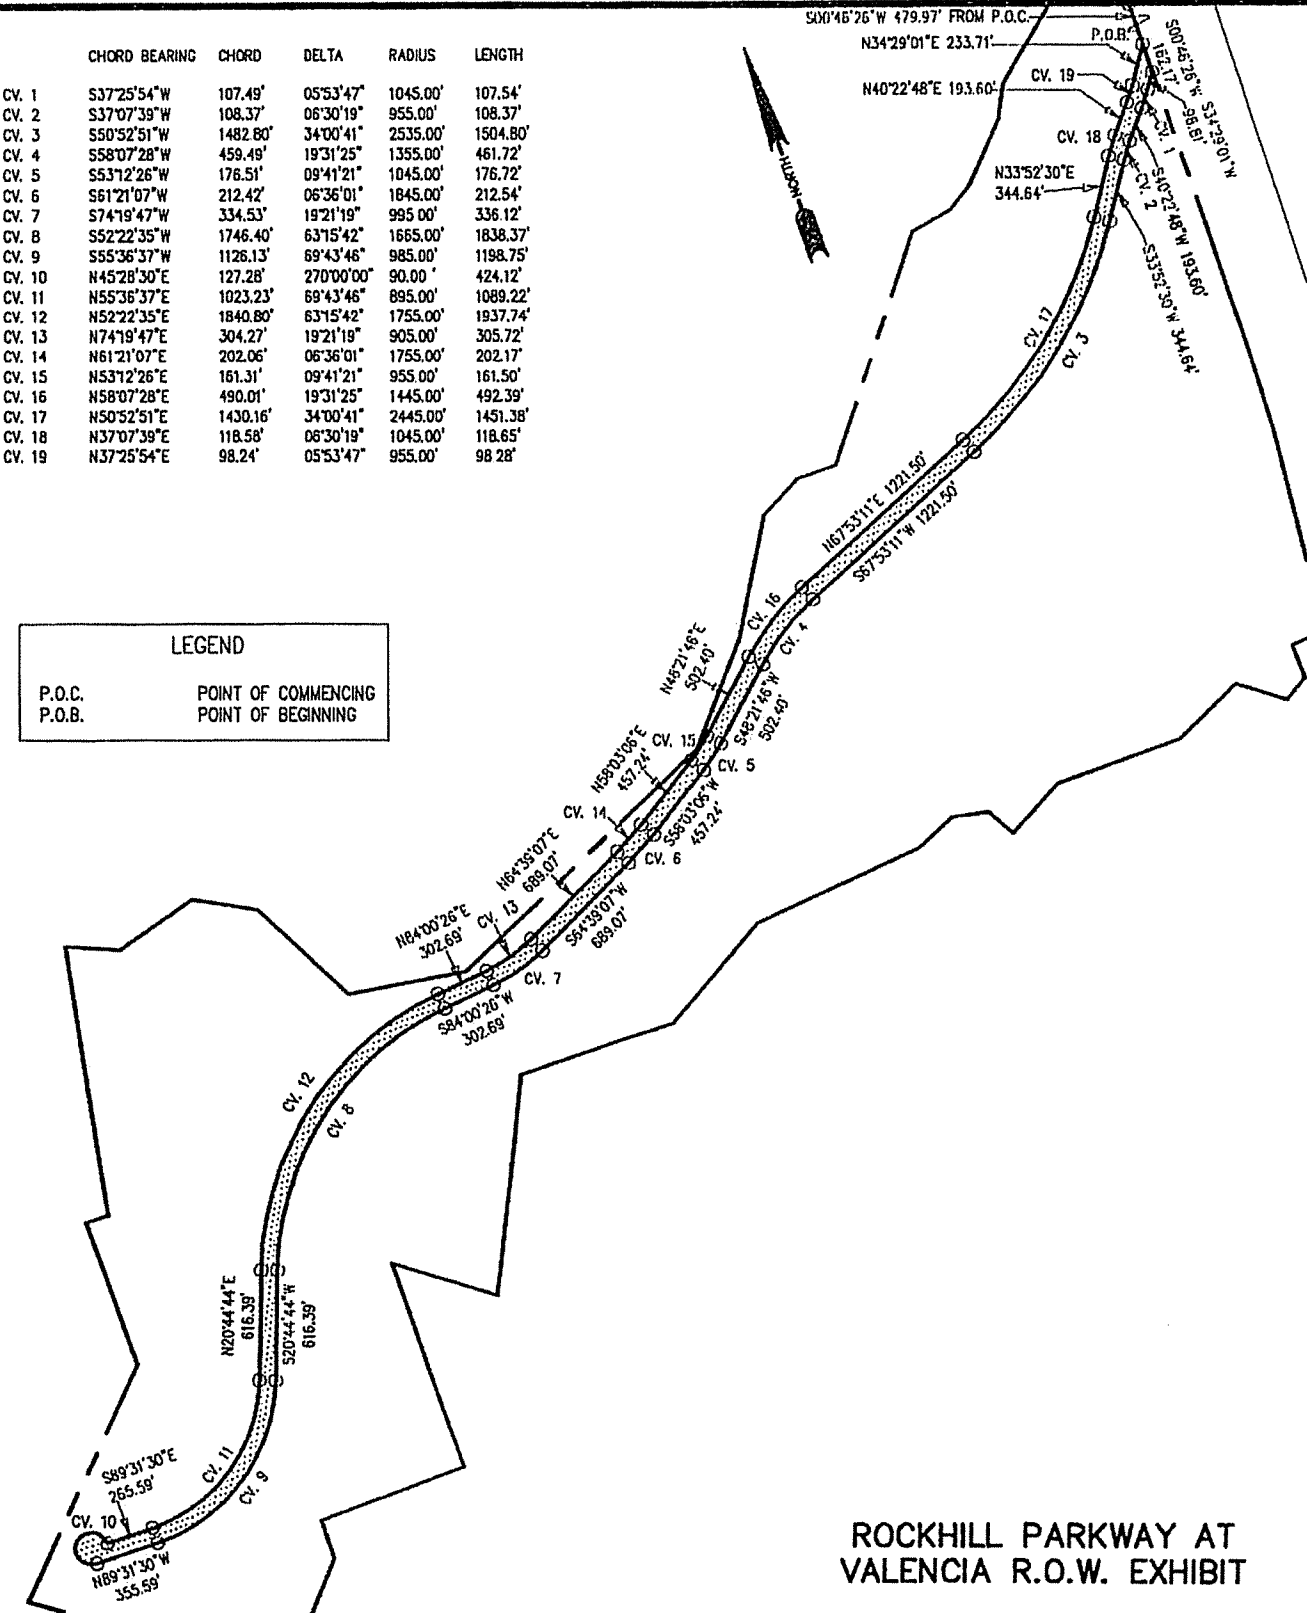 CHORD BEARING CHORD DELTA RADIUS LENGTH
CV. 1 S37°25'54"W 107.49' 05°53'47" 1045.00' 107.54'
CV. 2 S37°07'39"W 108.37' 06°30'19" 955.00' 108.37
CV. 3 S50°52'51"W 1482.80' 34°00'41" 2535.00' 1504.80'
CV. 4 S58°07'28"W 459.49' 19°31'25" 1355.00' 461.72'
CV. 5 S53°12'26"W 176.51' 09°41'21" 1045.00' 176.72'
CV. 6 S61°21'07"W 212.42' 06°36'01" 1845.00' 212.54'
CV. 7 S74°19'47"W 334.53' 19°21'19" 995.00' 336.12'
CV. 8 S52°22'35"W 1746.40' 63°15'42" 1665.00' 1838.37'
CV. 9 S55°36'37"W 1126.13' 69°43'46" 985.00' 1198.75'
CV. 10 N45°28'30"E 127.28' 270°00'00" 90.00' 424.12'
CV. 11 N55°36'37"E 1023.23' 69°43'46" 895.00' 1089.22'
CV. 12 N52°22'35"E 1840.80' 63°15'42" 1755.00' 1937.74'
CV. 13 N74°19'47"E 304.27' 19°21'19" 905.00' 305.72'
CV. 14 N61°21'07"E 202.06' 06°36'01" 1755.00' 202.17'
CV. 15 N53°12'26"E 161.31' 09°41'21" 955.00' 161.50'
CV. 16 N58°07'28"E 490.01' 19°31'25" 1445.00' 492.39'
CV. 17 N50°52'51"E 1430.16' 34°00'41" 2445.00' 1451.38'
CV. 18 N37°07'39"E 118.58' 06°30'19" 1045.00' 118.65'
CV. 19 N37°25'54"E 98.24' 05°53'47" 955.00' 98.28'
S00°46'26"W 479.97' FROM P.O.C.
P.O.B.
N34°29'01"E 233.71'
CV. 19
N40°22'48"E 193.60'
CV. 18
N33°52'30"E
344.64'
S00°46'26"W
162.17'
S34°29'01"W
98.81'
CV. 1
S40°22'48"W 193.60'
CV. 2
S33°52'30"W 344.64'
NORTH
CV. 17
CV. 3
N67°53'11"E 1221.50'
S67°53'11"W 1221.50'
CV. 16
CV. 4
N48°21'46"E
502.40'
S48°21'46"W
502.40'
CV. 15
CV. 5
N58°03'06"E
457.24'
S58°03'06"W
457.24'
CV. 14
CV. 6
N64°39'07"E
689.07'
S64°39'07"W
689.07'
CV. 13
CV. 7
N84°00'26"E
302.69'
S84°00'26"W
302.69'
CV. 12
CV. 8
N20°44'44"E
616.39'
S20°44'44"W
616.39'
CV. 11
CV. 9
S89°31'30"E
265.59'
CV. 10
N89°31'30"W
355.59'
LEGEND
P.O.C. POINT OF COMMENCING
P.O.B. POINT OF BEGINNING
ROCKHILL PARKWAY AT
VALENCIA R.O.W. EXHIBIT